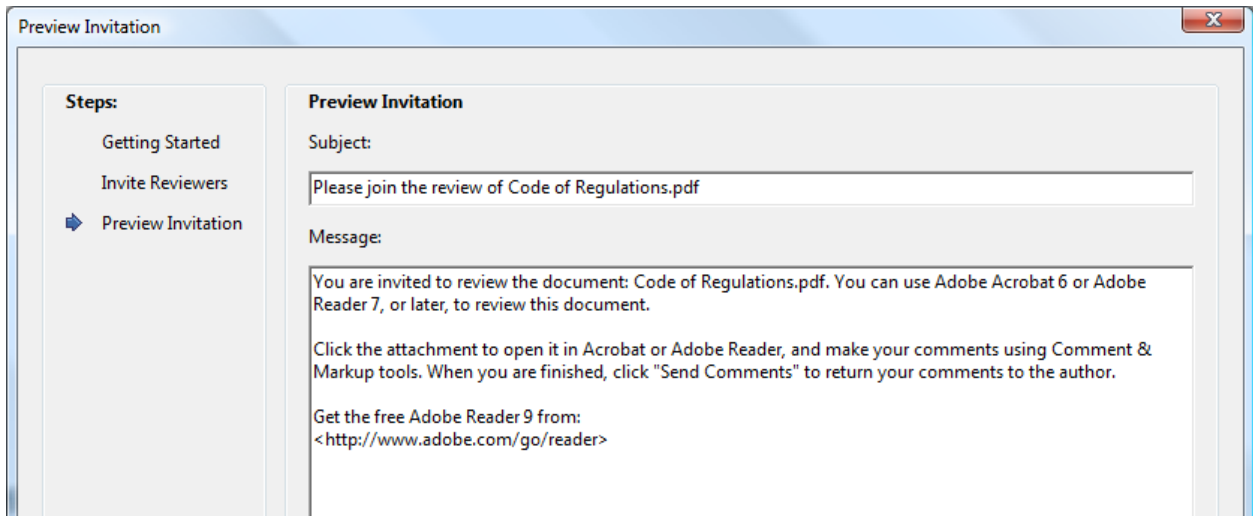 Preview Invitation
Steps:
Getting Started
Invite Reviewers
Preview Invitation
Preview Invitation
Subject:
Please join the review of Code of Regulations.pdf
Message:
You are invited to review the document: Code of Regulations.pdf. You can use Adobe Acrobat 6 or Adobe
Reader 7, or later, to review this document.
Click the attachment to open it in Acrobat or Adobe Reader, and make your comments using Comment &
Markup tools. When you are finished, click "Send Comments" to return your comments to the author.
Get the free Adobe Reader 9 from:
<http://www.adobe.com/go/reader>